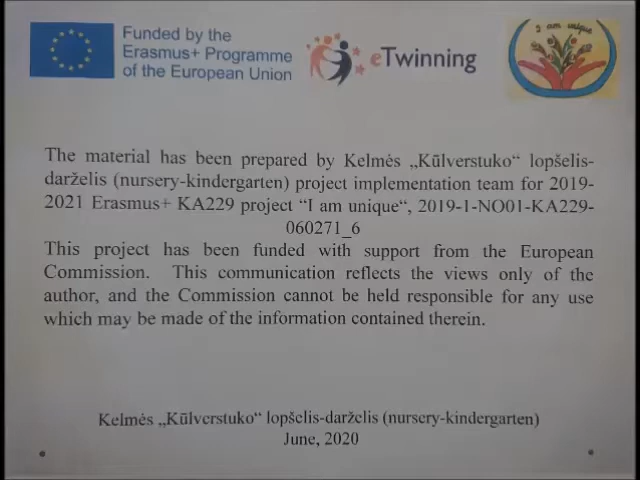 Funded by the
Erasmus+ Programme
of the European Union
eTwinning
I am unique
The material has been prepared by Kelmės „Kūlverstuko“ lopšelis-
darželis (nursery-kindergarten) project implementation team for 2019-
2021 Erasmus+ KA229 project “I am unique“, 2019-1-NO01-KA229-
060271_6
This project has been funded with support from the European
Commission. This communication reflects the views only of the
author, and the Commission cannot be held responsible for any use
which may be made of the information contained therein.
Kelmės „Kūlverstuko“ lopšelis-darželis (nursery-kindergarten)
June, 2020